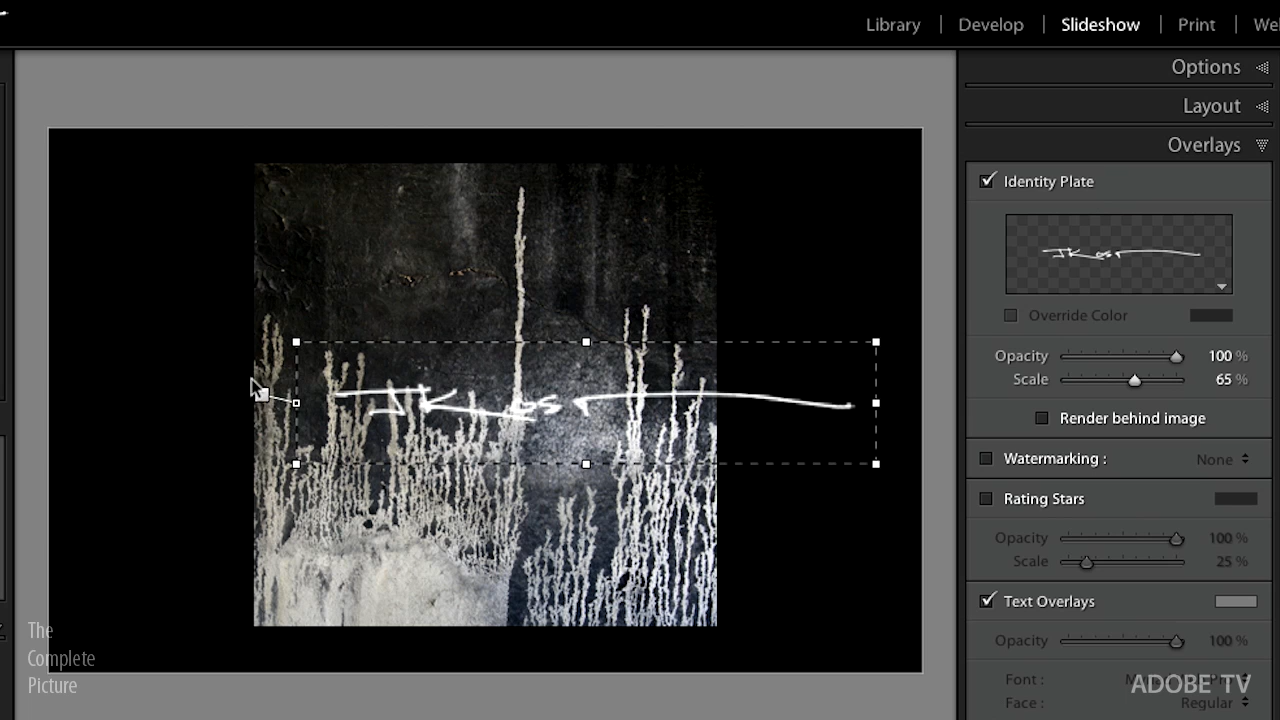 Library | Develop | Slideshow | Print |
Options
Layout
Overlays
Identity Plate
Override Color
Opacity 100 %
Scale 65 %
Render behind image
Watermarking : None
Rating Stars
Opacity 100 %
Scale 25 %
Text Overlays
Opacity 100 %
Font :
Face : Regular
The
Complete
Picture
ADOBE TV